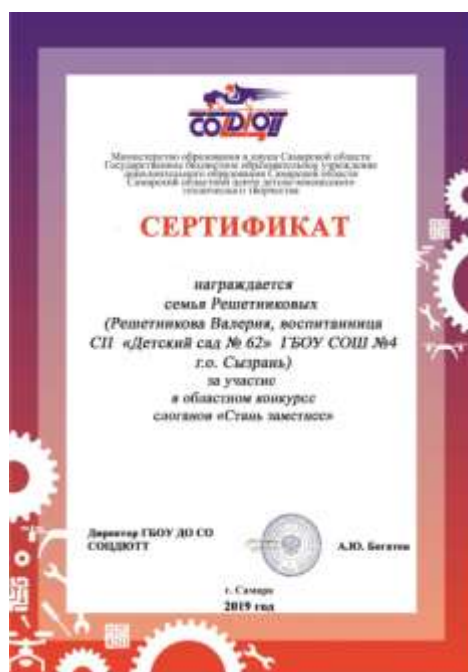 СОЦДЮТТ
Министерство образования и науки Самарской области
Государственное бюджетное образовательное учреждение
дополнительного образования Самарской области
Самарский областной центр детско-юношеского
технического творчества
СЕРТИФИКАТ
награждается
семья Решетниковых
(Решетникова Валерия, воспитанница
СП «Детский сад № 62» ГБОУ СОШ №4
г.о. Сызрань)
за участие
в областном конкурсе
слоганов «Стань заметнее»
Директор ГБОУ ДО СО
СОЦДЮТТ
А.Ю. Богатов
г. Самара
2019 год